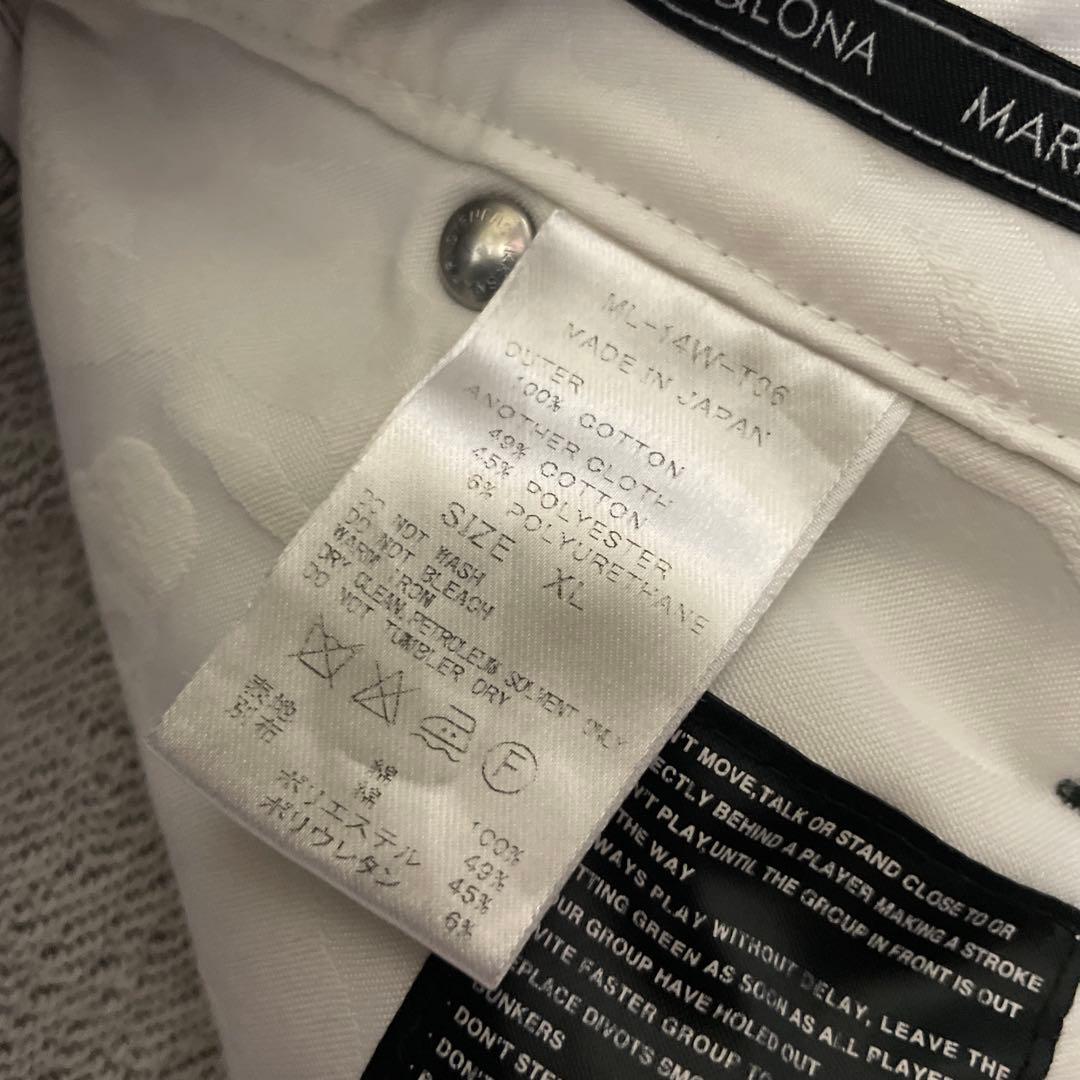 &LONA
MAR
ML-14W-T06
MADE IN JAPAN
OUTER
100% COTTON
ANOTHER CLOTH
49% COTTON
45% POLYESTER
6% POLYURETHANE
SIZE XL
DO NOT WASH
DO NOT BLEACH
WARM IRON
DRY CLEAN,PETROLEUM SOLVENT ONLY
DO NOT TUMBLER DRY
F
表地 綿 100%
引布 綿 49%
ポリエステル 45%
ポリウレタン 6%
N'T MOVE,TALK OR STAND CLOSE TO OR
ECTLY BEHIND A PLAYER MAKING A STROKE
N'T PLAY,UNTIL THE GROUP IN FRONT IS OUT
THE WAY
WAYS PLAY WITHOUT DELAY, LEAVE THE
TTING GREEN AS SOON AS ALL PLAYER
UR GROUP HAVE HOLED OUT
VITE FASTER GROUP TO
PLACE DIVOTS SMO
BUNKERS
DON'T STE
DON'T